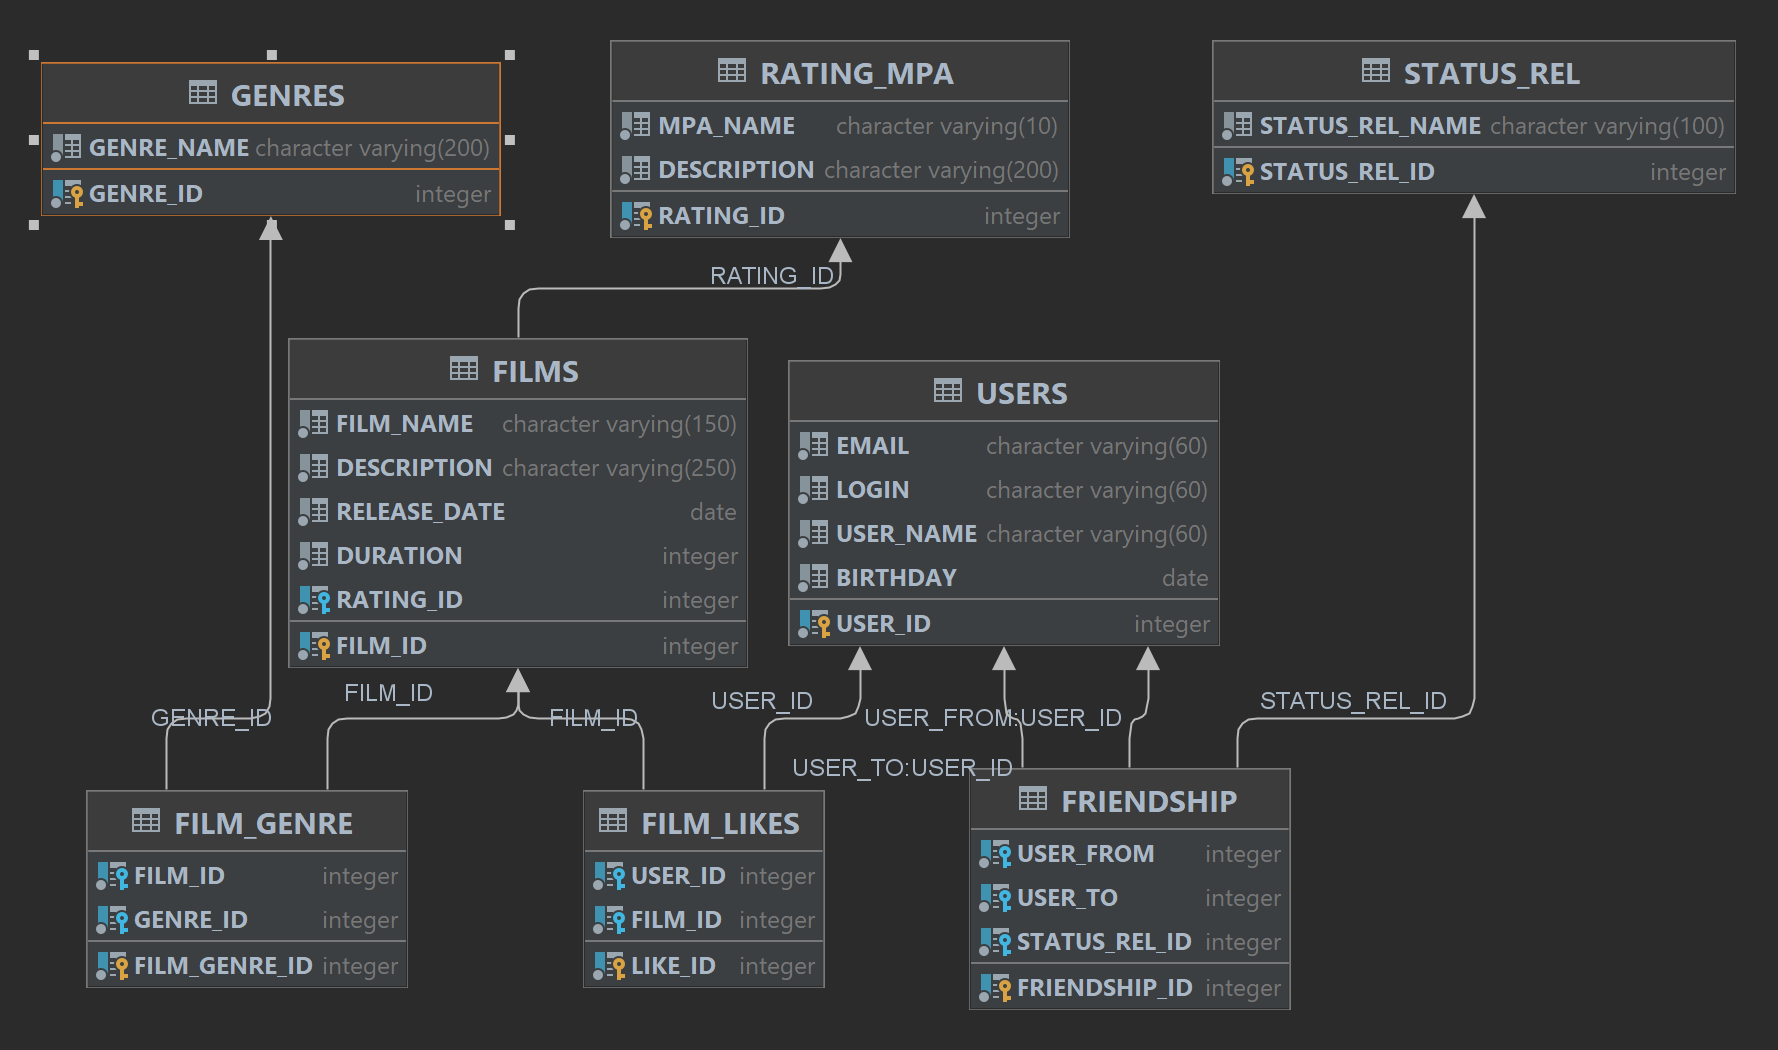 GENRES
GENRE_NAME character varying(200)
GENRE_ID integer
RATING_MPA
MPA_NAME character varying(10)
DESCRIPTION character varying(200)
RATING_ID integer
STATUS_REL
STATUS_REL_NAME character varying(100)
STATUS_REL_ID integer
RATING_ID
FILMS
FILM_NAME character varying(150)
DESCRIPTION character varying(250)
RELEASE_DATE date
DURATION integer
RATING_ID integer
FILM_ID integer
USERS
EMAIL character varying(60)
LOGIN character varying(60)
USER_NAME character varying(60)
BIRTHDAY date
USER_ID integer
GENRE_ID
FILM_ID
FILM_ID
USER_ID
USER_FROM:USER_ID
USER_TO:USER_ID
STATUS_REL_ID
FILM_GENRE
FILM_ID integer
GENRE_ID integer
FILM_GENRE_ID integer
FILM_LIKES
USER_ID integer
FILM_ID integer
LIKE_ID integer
FRIENDSHIP
USER_FROM integer
USER_TO integer
STATUS_REL_ID integer
FRIENDSHIP_ID integer